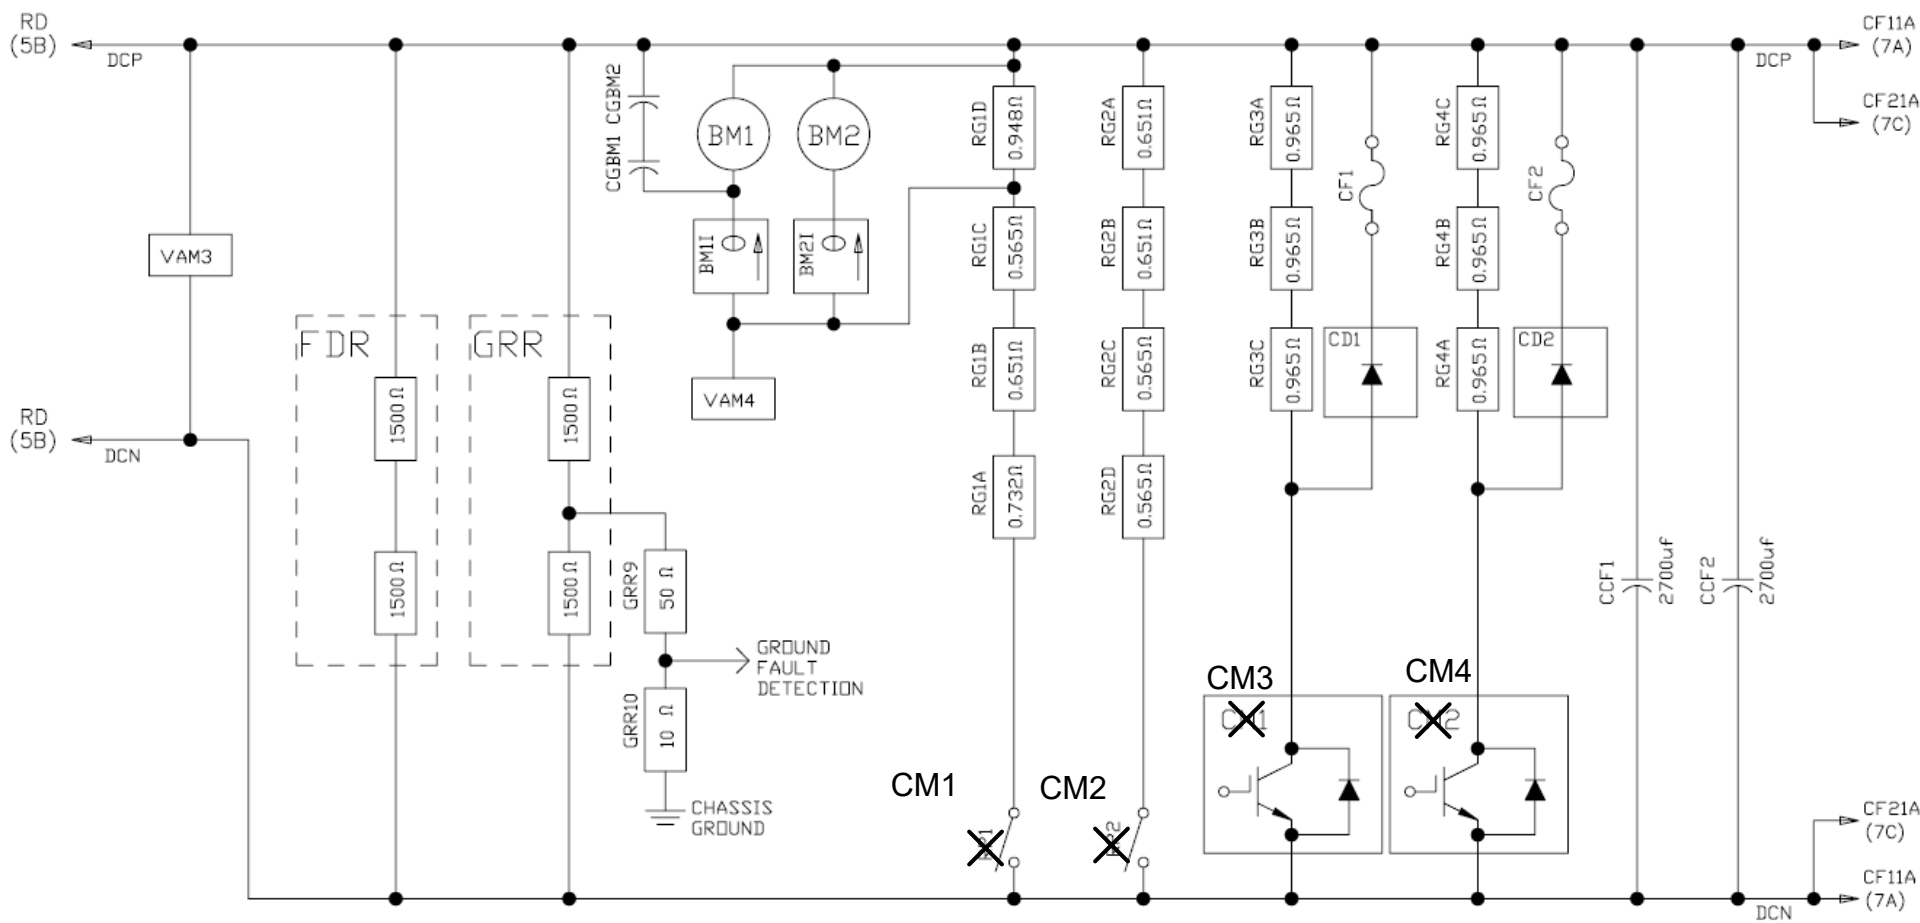 RD
(5B)
DCP
CF11A
(7A)
DCP
CF21A
(7C)
CGBM1 CGBM2
BM1
BM2
RG1D
0.948Ω
RG2A
0.651Ω
RG3A
0.965Ω
RG4C
0.965Ω
CF1
CF2
VAM3
BM1I
BM2I
RG1C
0.565Ω
RG2B
0.651Ω
RG3B
0.965Ω
RG4B
0.965Ω
FDR
GRR
CD1
CD2
RG1B
0.651Ω
RG2C
0.565Ω
RG3C
0.965Ω
RG4A
0.965Ω
VAM4
1500Ω
1500Ω
RD
(5B)
DCN
RG1A
0.732Ω
RG2D
0.565Ω
1500Ω
1500Ω
GRR9
50 Ω
CCF1
2700uf
CCF2
2700uf
GROUND
FAULT
DETECTION
GRR10
10 Ω
CM3
CM4
CM1
CM2
CM1
CM2
CHASSIS
GROUND
CF21A
(7C)
CF11A
(7A)
DCN